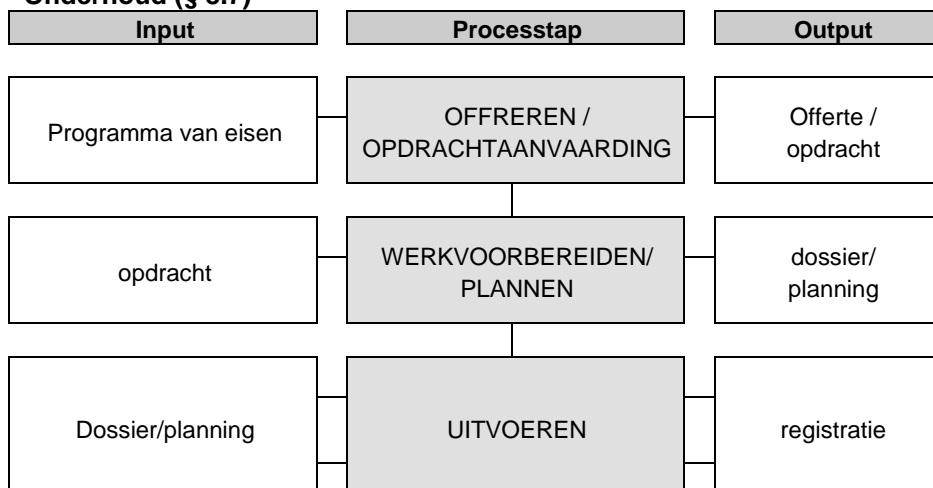 Input Processtap Output
Programma van eisen
OFFREREN /
OPDRACHTAANVAARDING
Offerte /
opdracht
opdracht
WERKVOORBEREIDEN/
PLANNEN
dossier/
planning
Dossier/planning
UITVOEREN
registratie